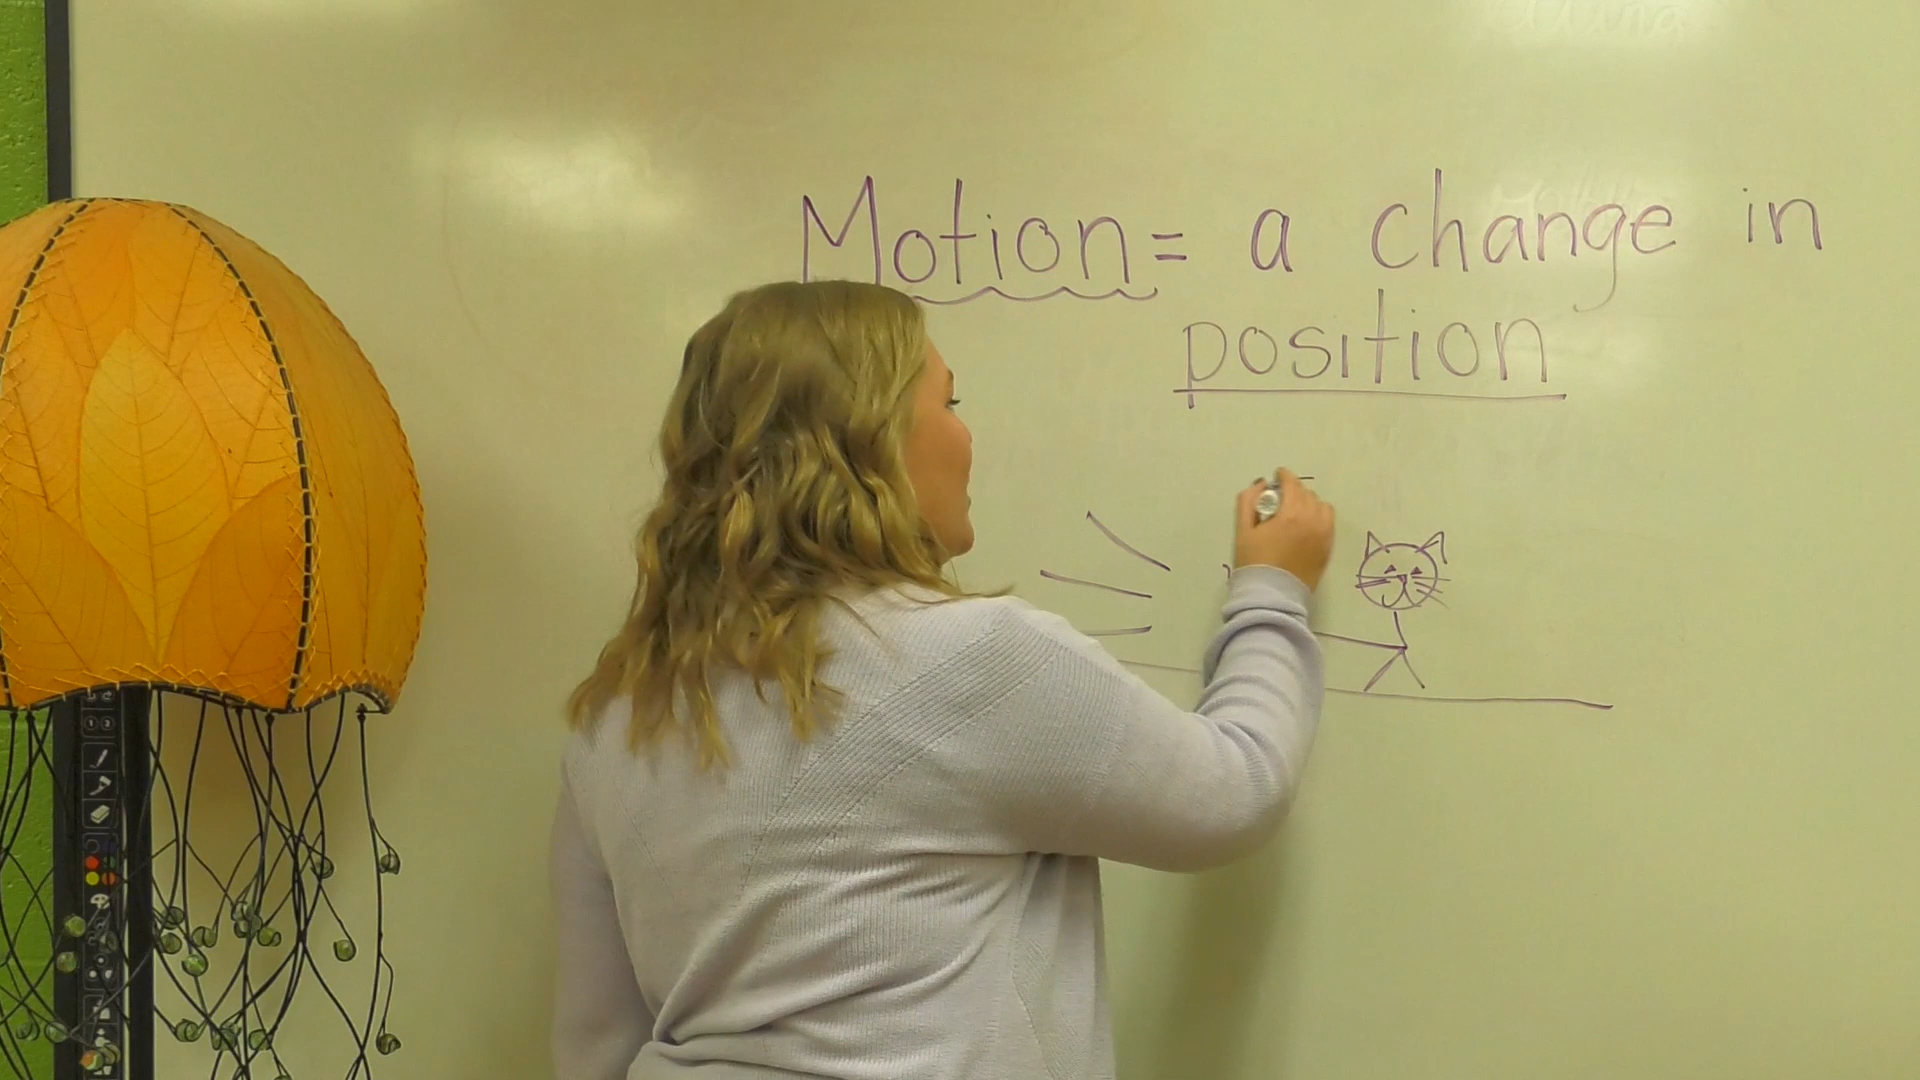 Motion = a change in
position